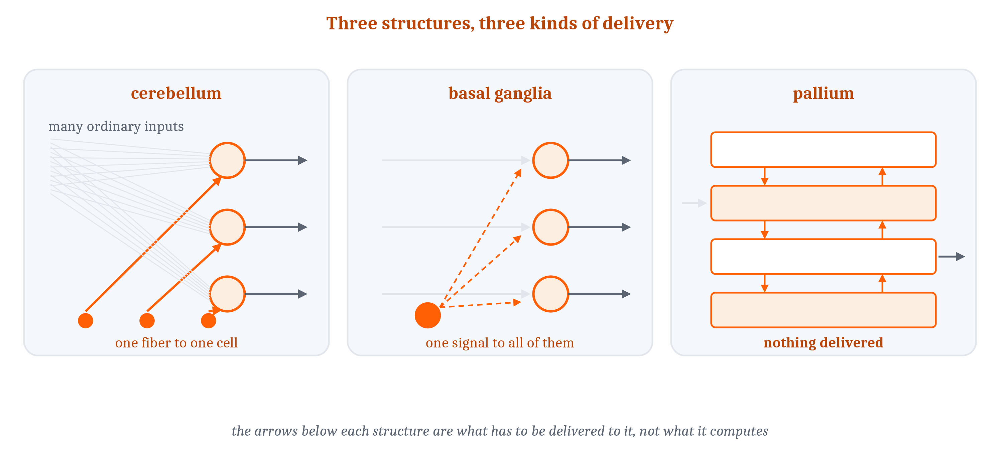 Three structures, three kinds of delivery
cerebellum
many ordinary inputs
one fiber to one cell
basal ganglia
one signal to all of them
pallium
nothing delivered
the arrows below each structure are what has to be delivered to it, not what it computes